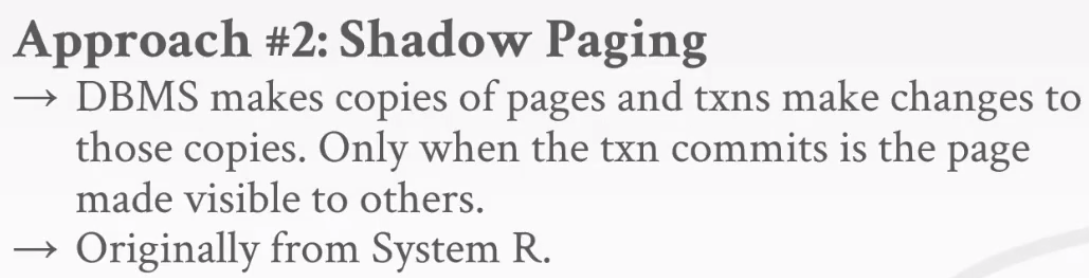 Approach #2: Shadow Paging
→ DBMS makes copies of pages and txns make changes to
those copies. Only when the txn commits is the page
made visible to others.
→ Originally from System R.